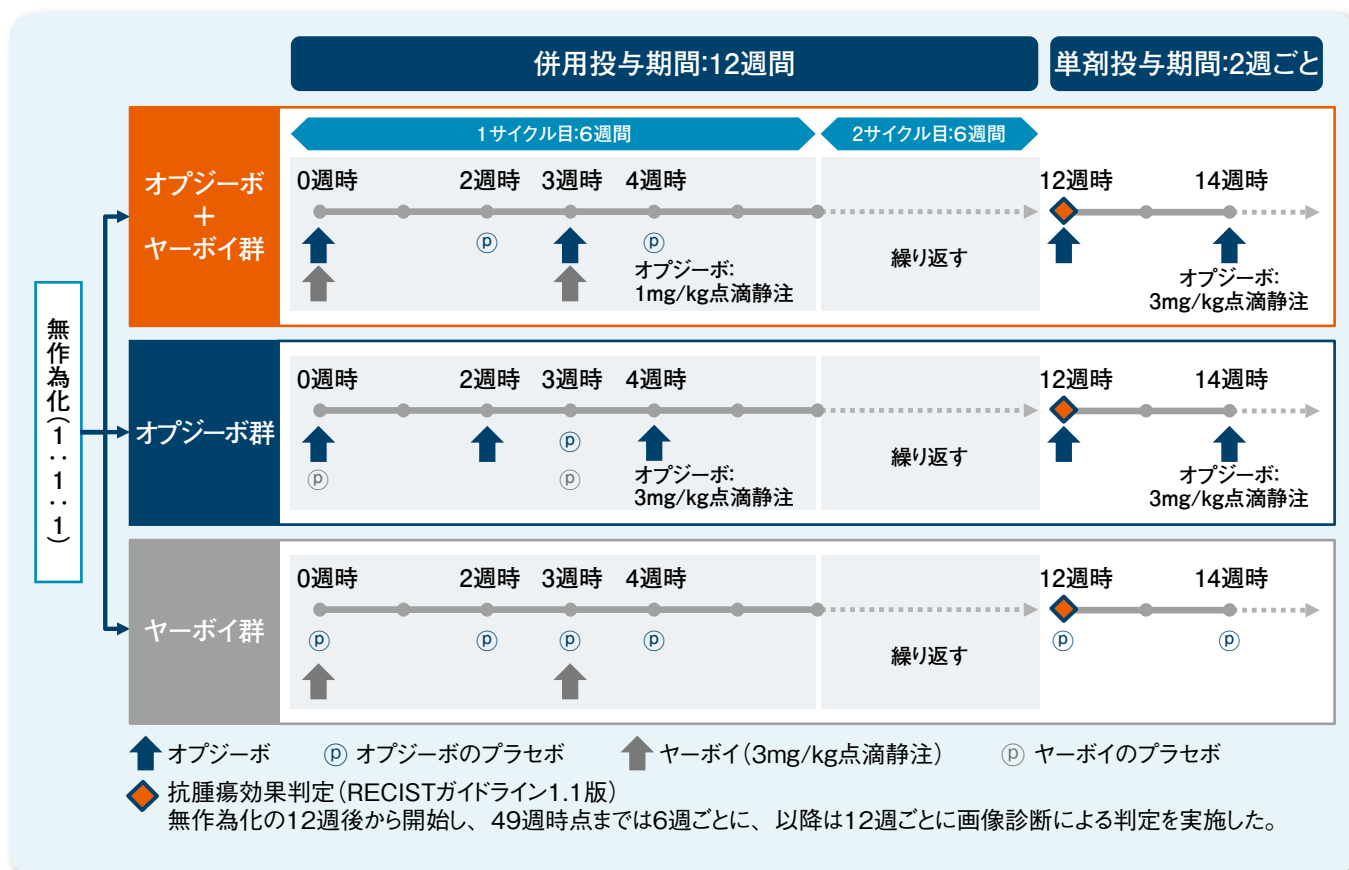 併用投与期間:12週間
単剤投与期間:2週ごと
無作為化(1:1:1)
オプジーボ
+
ヤーボイ群
1サイクル目:6週間
2サイクル目:6週間
0週時 2週時 3週時 4週時 12週時 14週時
p p
オプジーボ:
1mg/kg点滴静注
繰り返す
オプジーボ:
3mg/kg点滴静注
オプジーボ群
0週時 2週時 3週時 4週時 12週時 14週時
p
p p
オプジーボ:
3mg/kg点滴静注
繰り返す
オプジーボ:
3mg/kg点滴静注
ヤーボイ群
0週時 2週時 3週時 4週時 12週時 14週時
p p p p p p
繰り返す
オプジーボ p オプジーボのプラセボ ヤーボイ(3mg/kg点滴静注) p ヤーボイのプラセボ
抗腫瘍効果判定(RECISTガイドライン1.1版)
無作為化の12週後から開始し、49週時点までは6週ごとに、以降は12週ごとに画像診断による判定を実施した。